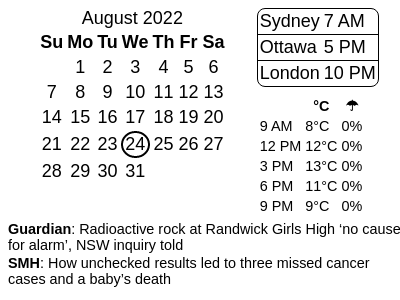 August 2022
Su Mo Tu We Th Fr Sa
1 2 3 4 5 6
7 8 9 10 11 12 13
14 15 16 17 18 19 20
21 22 23 24 25 26 27
28 29 30 31
Sydney 7 AM
Ottawa 5 PM
London 10 PM
°C ☂
9 AM 8°C 0%
12 PM 12°C 0%
3 PM 13°C 0%
6 PM 11°C 0%
9 PM 9°C 0%
Guardian: Radioactive rock at Randwick Girls High ‘no cause
for alarm’, NSW inquiry told
SMH: How unchecked results led to three missed cancer
cases and a baby’s death